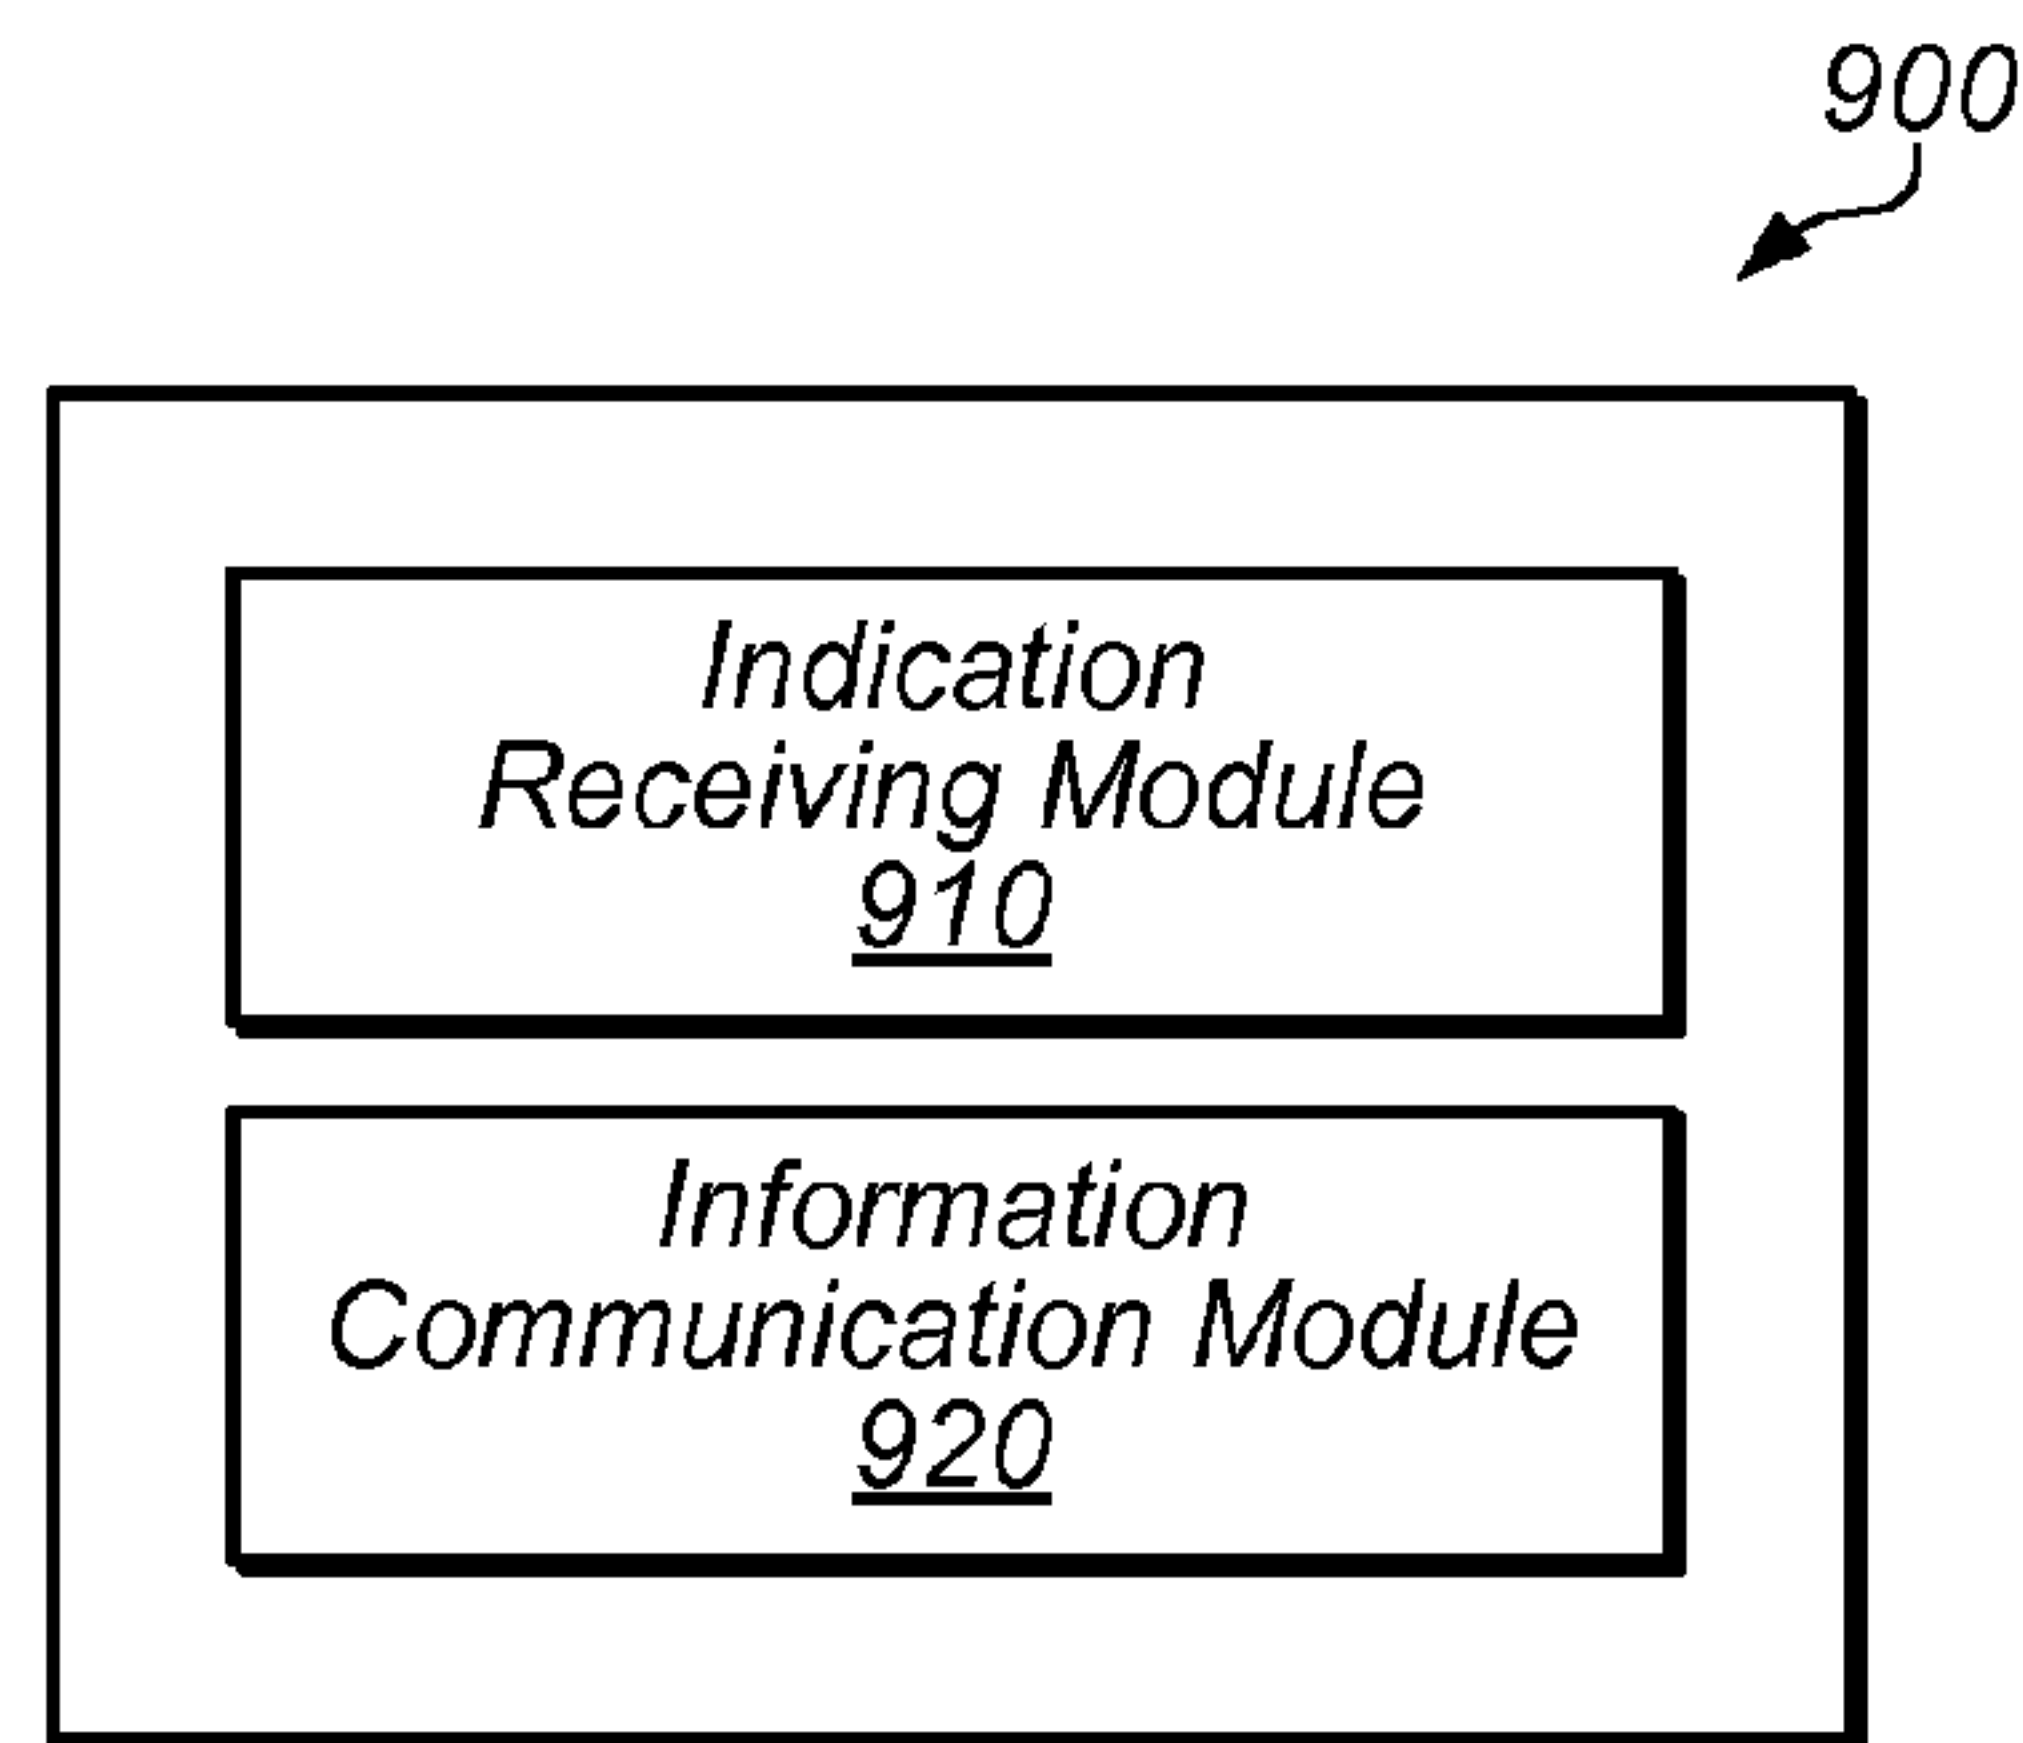 900
Indication
Receiving Module
910
Information
Communication Module
920